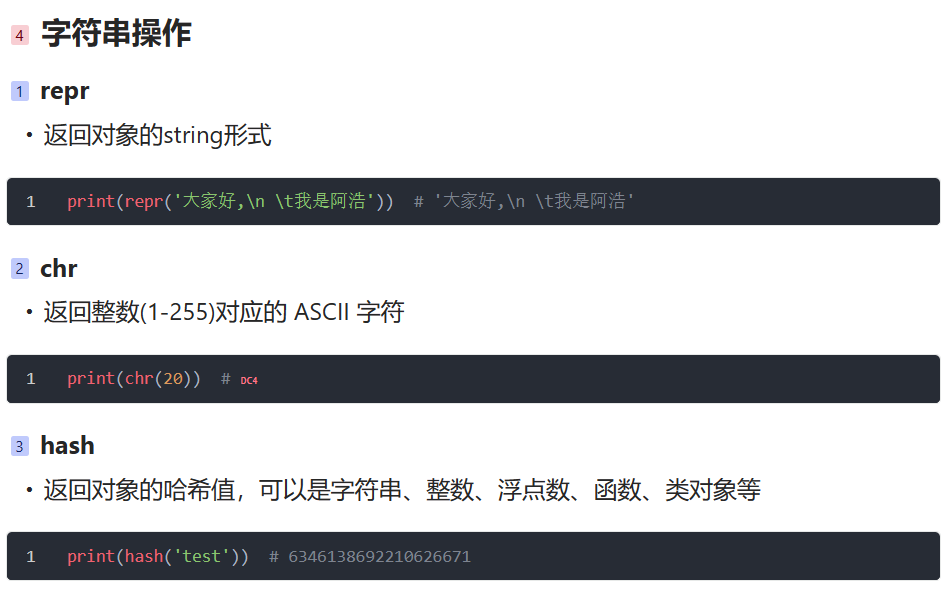 4 字符串操作
1 repr
• 返回对象的string形式
1 print(repr('大家好,\n \t我是阿浩')) # '大家好,\n \t我是阿浩'
2 chr
• 返回整数(1-255)对应的 ASCII 字符
1 print(chr(20)) # DC4
3 hash
• 返回对象的哈希值，可以是字符串、整数、浮点数、函数、类对象等
1 print(hash('test')) # 6346138692210626671